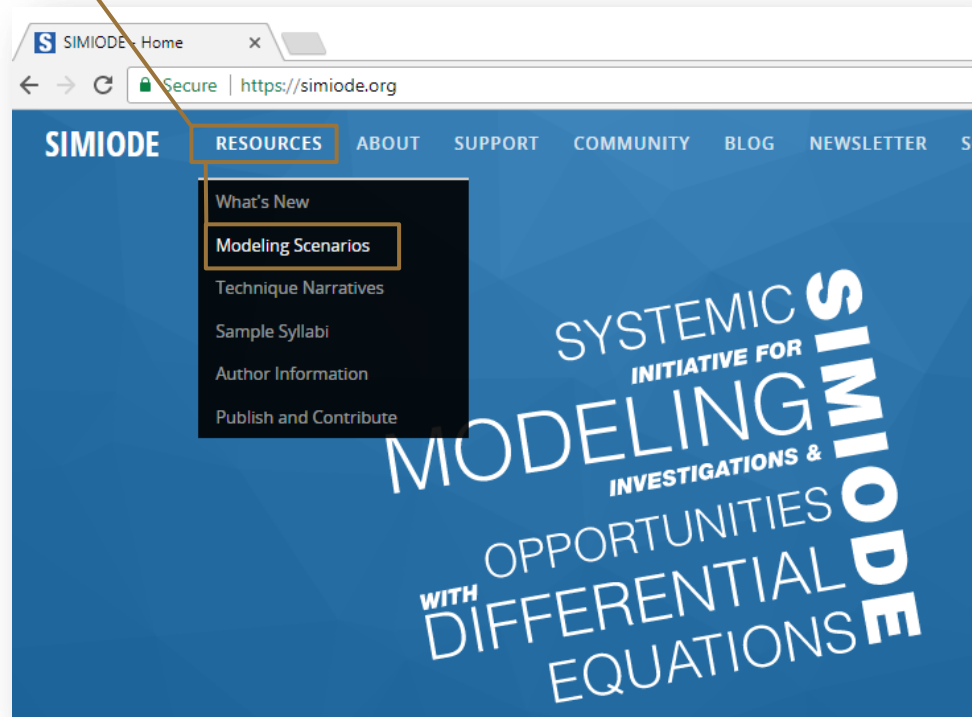 S SIMIODE - Home ×
Secure | https://simiode.org
SIMIODE RESOURCES ABOUT SUPPORT COMMUNITY BLOG NEWSLETTER S
What's New
Modeling Scenarios
Technique Narratives
Sample Syllabi
Author Information
Publish and Contribute
SYSTEMIC
INITIATIVE FOR
MODELING
INVESTIGATIONS &
OPPORTUNITIES
WITH
DIFFERENTIAL
EQUATIONS
SIMIODE